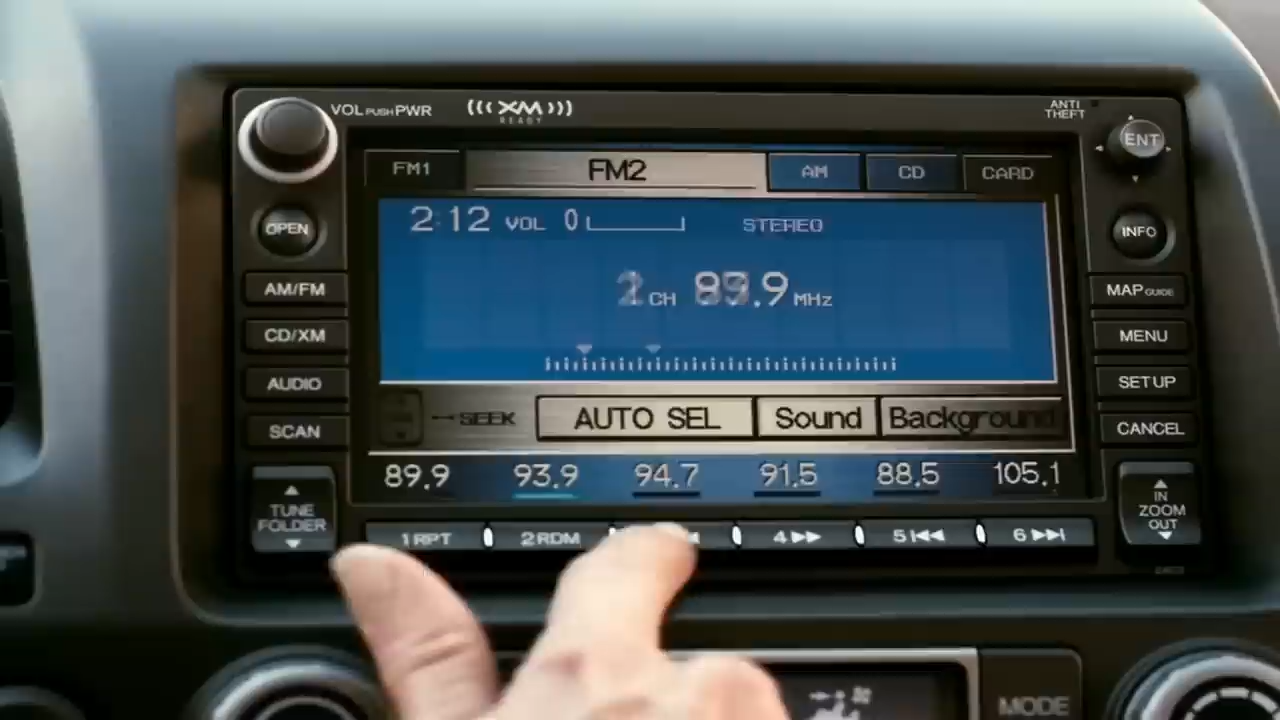 VOL PUSH PWR
XM
READY
ANTI
THEFT
ENT
FM1 FM2 AM CD CARD
OPEN
2:12 VOL 0 STEREO
INFO
AM/FM
CH .9 MHz
MAP GUIDE
CD/XM
MENU
AUDIO
SETUP
SCAN
SEEK AUTO SEL Sound Background
CANCEL
89.9 93.9 94.7 91.5 88.5 105.1
TUNE
FOLDER
IN
ZOOM
OUT
1 RPT 2 RDM 4 5 6
MODE